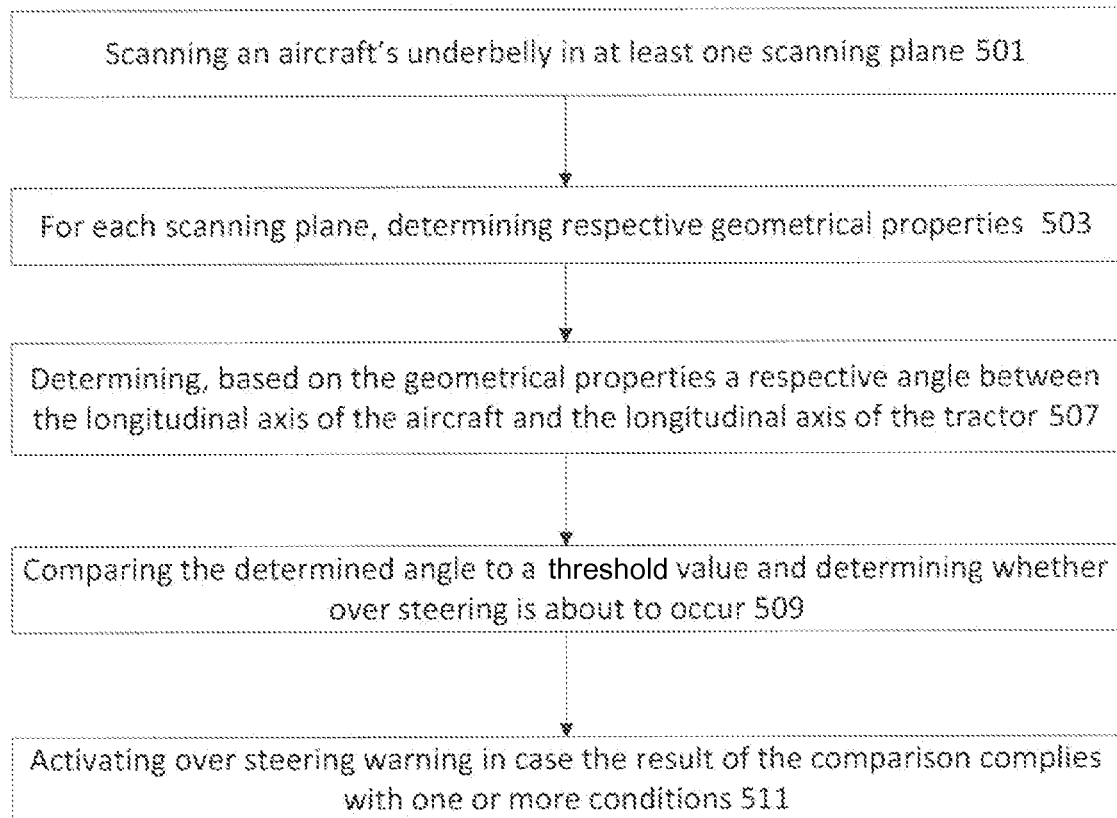 Scanning an aircraft's underbelly in at least one scanning plane 501
For each scanning plane, determining respective geometrical properties 503
Determining, based on the geometrical properties a respective angle between
the longitudinal axis of the aircraft and the longitudinal axis of the tractor 507
Comparing the determined angle to a threshold value and determining whether
over steering is about to occur 509
Activating over steering warning in case the result of the comparison complies
with one or more conditions 511